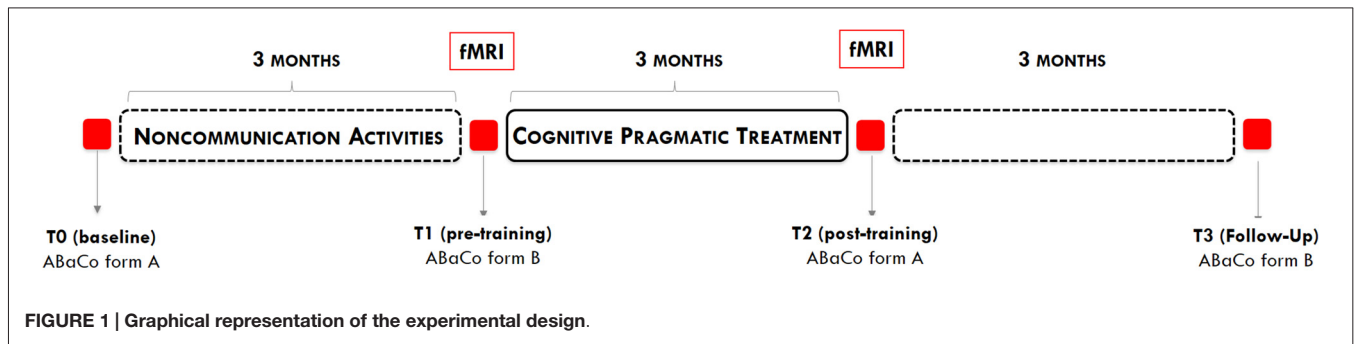 fMRI
fMRI
3 MONTHS
3 MONTHS
3 MONTHS
NONCOMMUNICATION ACTIVITIES
COGNITIVE PRAGMATIC TREATMENT
T0 (baseline)
ABaCo form A
T1 (pre-training)
ABaCo form B
T2 (post-training)
ABaCo form A
T3 (Follow-Up)
ABaCo form B
FIGURE 1 | Graphical representation of the experimental design.